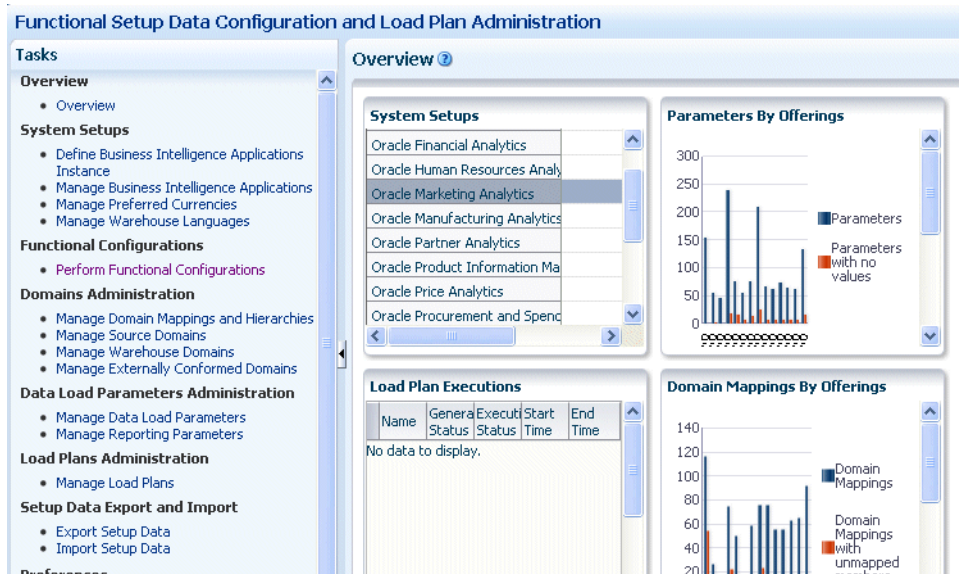 Functional Setup Data Configuration and Load Plan Administration
Tasks
Overview
Overview
System Setups
Define Business Intelligence Applications
Instance
Manage Business Intelligence Applications
Manage Preferred Currencies
Manage Warehouse Languages
Functional Configurations
Perform Functional Configurations
Domains Administration
Manage Domain Mappings and Hierarchies
Manage Source Domains
Manage Warehouse Domains
Manage Externally Conformed Domains
Data Load Parameters Administration
Manage Data Load Parameters
Manage Reporting Parameters
Load Plans Administration
Manage Load Plans
Setup Data Export and Import
Export Setup Data
Import Setup Data
Preferences
Overview ?
System Setups
Oracle Financial Analytics
Oracle Human Resources Analy
Oracle Marketing Analytics
Oracle Manufacturing Analytics
Oracle Partner Analytics
Oracle Product Information Ma
Oracle Price Analytics
Oracle Procurement and Spend
Parameters By Offerings
300
250
200
150
100
50
0
Parameters
Parameters
with no
values
Load Plan Executions
Name
Genera
Status
Executi
Status
Start
Time
End
Time
No data to display.
Domain Mappings By Offerings
140
120
100
80
60
40
20
Domain
Mappings
Domain
Mappings
with
unmapped
members